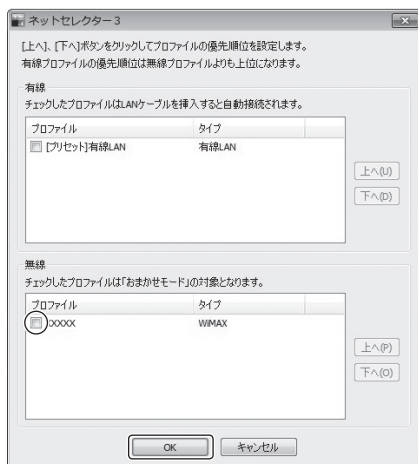 ネットセレクター3
[上へ]、[下へ]ボタンをクリックしてプロファイルの優先順位を設定します。
有線プロファイルの優先順位は無線プロファイルよりも上位になります。
有線
チェックしたプロファイルはLANケーブルを挿入すると自動接続されます。
プロファイル タイプ
[プリセット]有線LAN 有線LAN
上へ(U)
下へ(D)
無線
チェックしたプロファイルは「おまかせモード」の対象となります。
プロファイル タイプ
XXXXX WiMAX
上へ(P)
下へ(O)
OK キャンセル